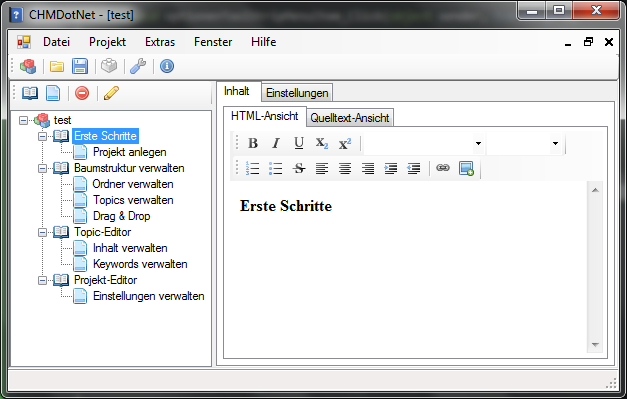 CHMDotNet - [test]
Datei Projekt Extras Fenster Hilfe
Inhalt Einstellungen
HTML-Ansicht Quelltext-Ansicht
B I U X₂ X²
S
test
Erste Schritte
Projekt anlegen
Baumstruktur verwalten
Ordner verwalten
Topics verwalten
Drag & Drop
Topic-Editor
Inhalt verwalten
Keywords verwalten
Projekt-Editor
Einstellungen verwalten
Erste Schritte